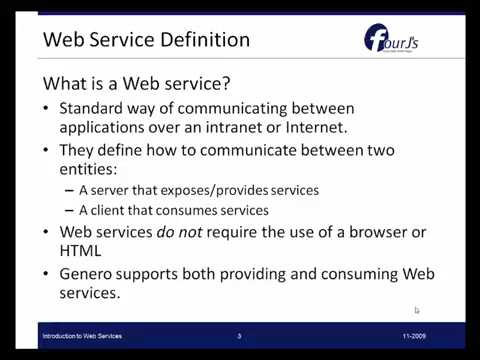 Web Service Definition
fourJ's
What is a Web service?
• Standard way of communicating between
applications over an intranet or Internet.
• They define how to communicate between two
entities:
– A server that exposes/provides services
– A client that consumes services
• Web services do not require the use of a browser or
HTML
• Genero supports both providing and consuming Web
services.
Introduction to Web Services 3 11-2009